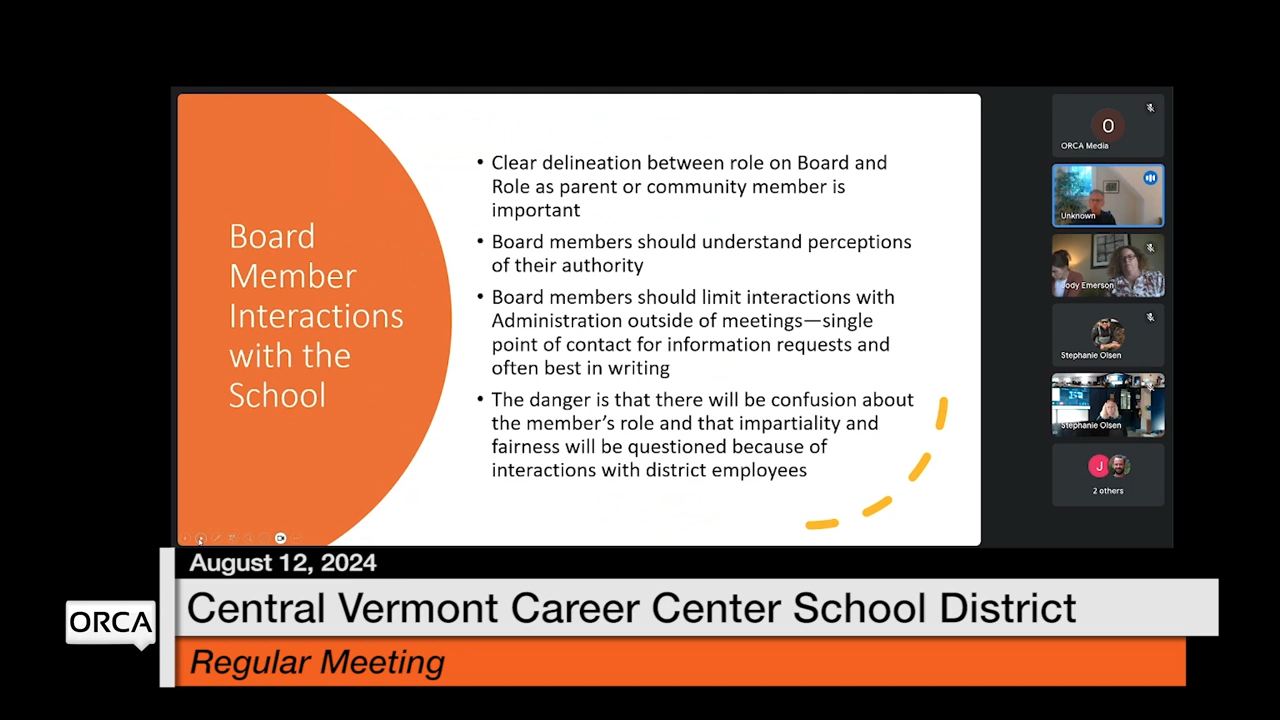 Board
Member
Interactions
with the
School
• Clear delineation between role on Board and
Role as parent or community member is
important
• Board members should understand perceptions
of their authority
• Board members should limit interactions with
Administration outside of meetings—single
point of contact for information requests and
often best in writing
• The danger is that there will be confusion about
the member’s role and that impartiality and
fairness will be questioned because of
interactions with district employees
O
ORCA Media
Unknown
ody Emerson
Stephanie Olsen
Stephanie Olsen
J
2 others
August 12, 2024
Central Vermont Career Center School District
ORCA
Regular Meeting